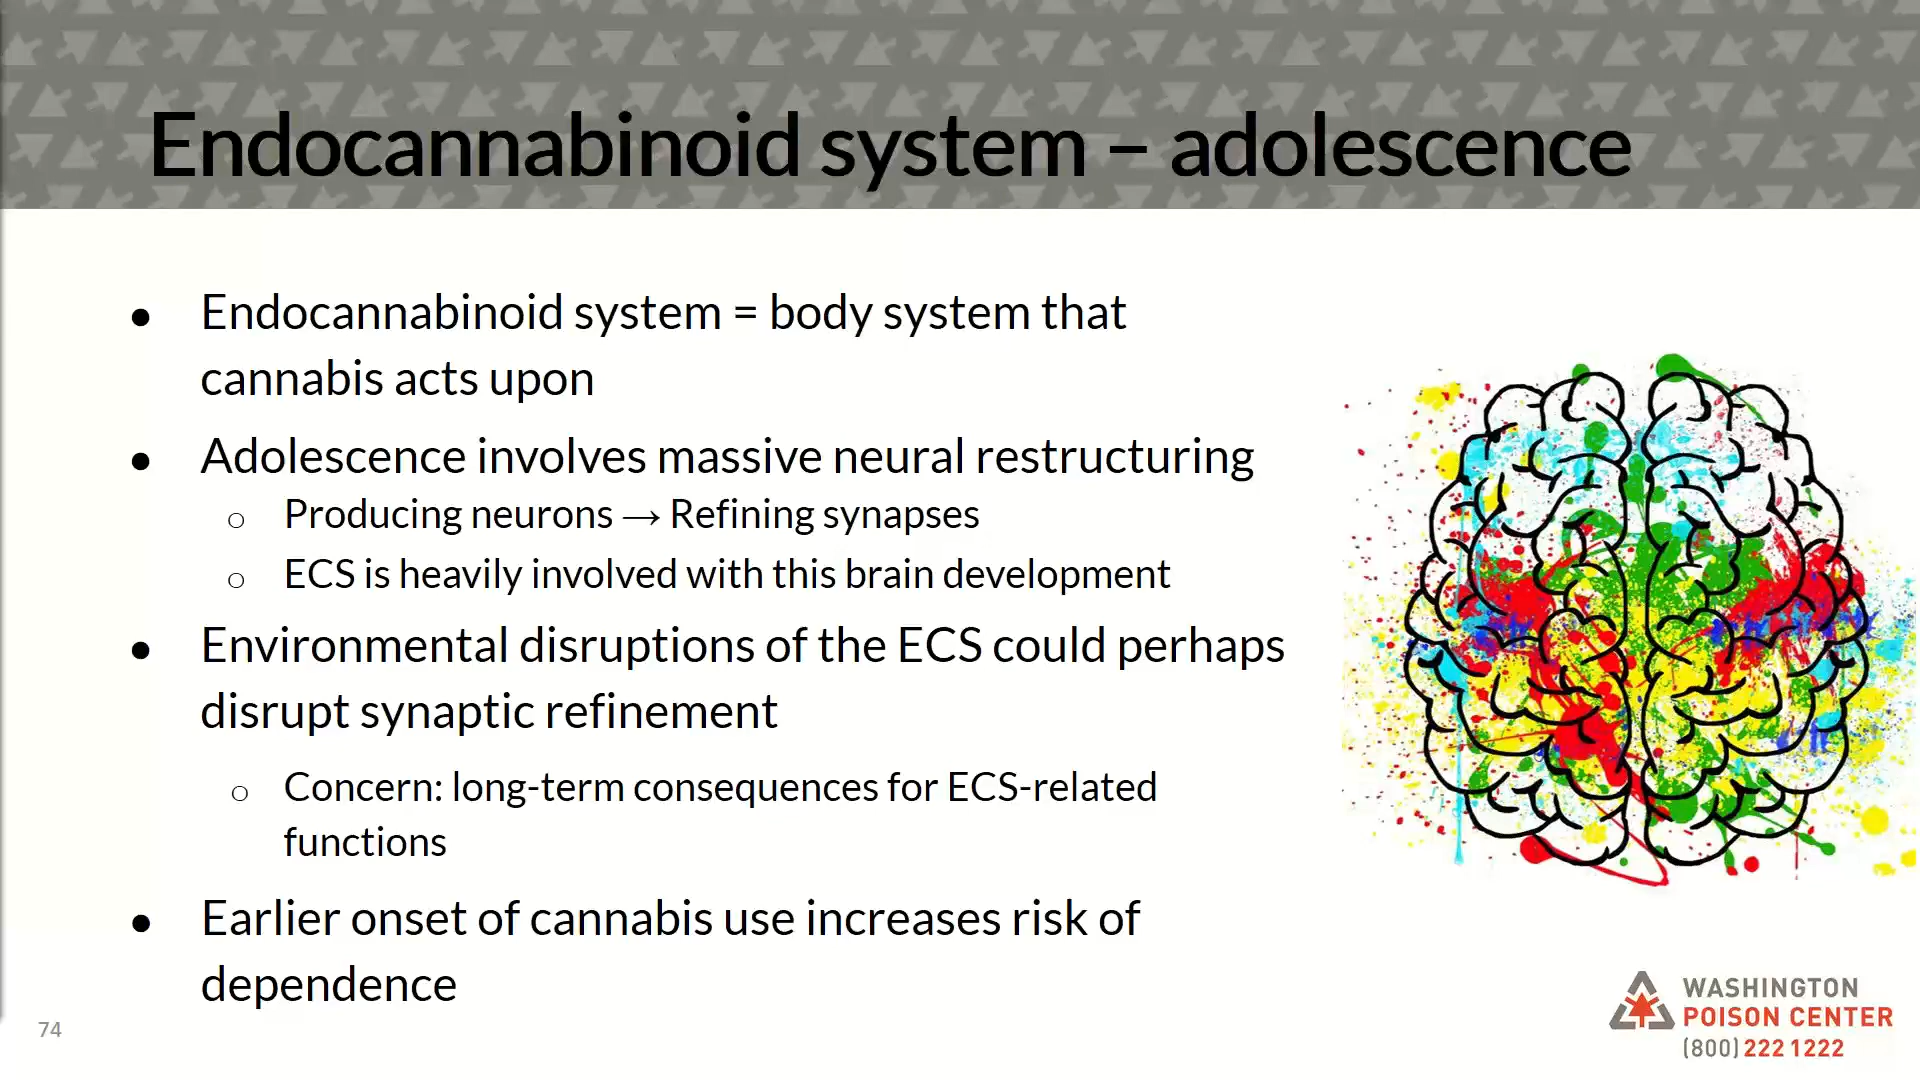 Endocannabinoid system – adolescence
● Endocannabinoid system = body system that
cannabis acts upon
● Adolescence involves massive neural restructuring
○ Producing neurons → Refining synapses
○ ECS is heavily involved with this brain development
● Environmental disruptions of the ECS could perhaps
disrupt synaptic refinement
○ Concern: long-term consequences for ECS-related
functions
● Earlier onset of cannabis use increases risk of
dependence
74
WASHINGTON
POISON CENTER
(800) 222 1222